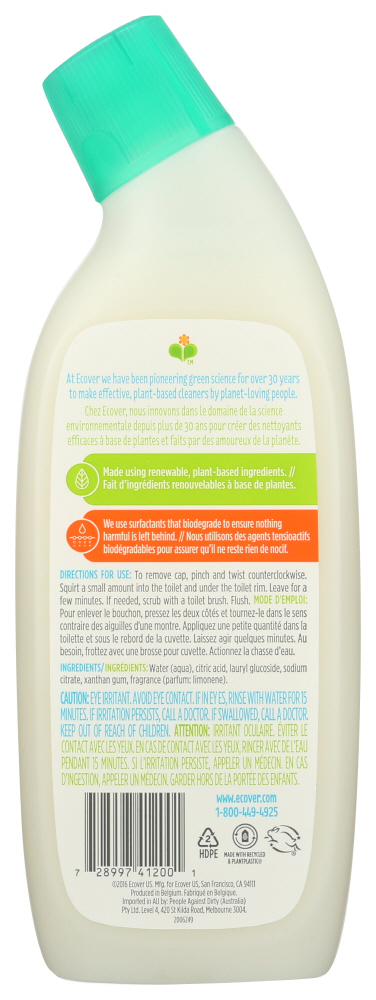 TM
At Ecover we have been pioneering green science for over 30 years
to make effective, plant-based cleaners by planet-loving people.
Chez Ecover, nous innovons dans le domaine de la science
environnementale depuis plus de 30 ans pour créer des nettoyants
efficaces à base de plantes et faits par des amoureux de la planète.
Made using renewable, plant-based ingredients. //
Fait d'ingrédients renouvelables à base de plantes.
We use surfactants that biodegrade to ensure nothing
harmful is left behind. // Nous utilisons des agents tensioactifs
biodégradables pour assurer qu'il ne reste rien de nocif.
DIRECTIONS FOR USE: To remove cap, pinch and twist counterclockwise.
Squirt a small amount into the toilet and under the toilet rim. Leave for a
few minutes. If needed, scrub with a toilet brush. Flush. MODE D'EMPLOI:
Pour enlever le bouchon, pressez les deux côtés et tournez-le dans le sens
contraire des aiguilles d'une montre. Appliquez une petite quantité dans la
toilette et sous le rebord de la cuvette. Laissez agir quelques minutes. Au
besoin, frottez avec une brosse pour cuvette. Actionnez la chasse d'eau.
INGREDIENTS/INGRÉDIENTS: Water (aqua), citric acid, lauryl glucoside, sodium
citrate, xanthan gum, fragrance (parfum: limonene).
CAUTION: EYE IRRITANT. AVOID EYE CONTACT. IF IN EYES, RINSE WITH WATER FOR 15
MINUTES. IF IRRITATION PERSISTS, CALL A DOCTOR. IF SWALLOWED, CALL A DOCTOR.
KEEP OUT OF REACH OF CHILDREN. ATTENTION: IRRITANT OCULAIRE. ÉVITER LE
CONTACT AVEC LES YEUX. EN CAS DE CONTACT AVEC LES YEUX, RINCER AVEC DE L'EAU
PENDANT 15 MINUTES. SI L'IRRITATION PERSISTE, APPELER UN MÉDECIN. EN CAS
D'INGESTION, APPELER UN MÉDECIN. GARDER HORS DE LA PORTÉE DES ENFANTS.
www.ecover.com
1-800-449-4925
2
HDPE
MADE WITH RECYCLED
& PLANTPLASTIC®
7 28997 41200 1
©2016 Ecover US. Mfg. for Ecover US, San Francisco, CA 94111
Produced in Belgium. Fabriqué en Belgique.
Imported in AU by: People Against Dirty (Australia)
Pty Ltd. Level 4, 420 St Kilda Road, Melbourne 3004.
2006249